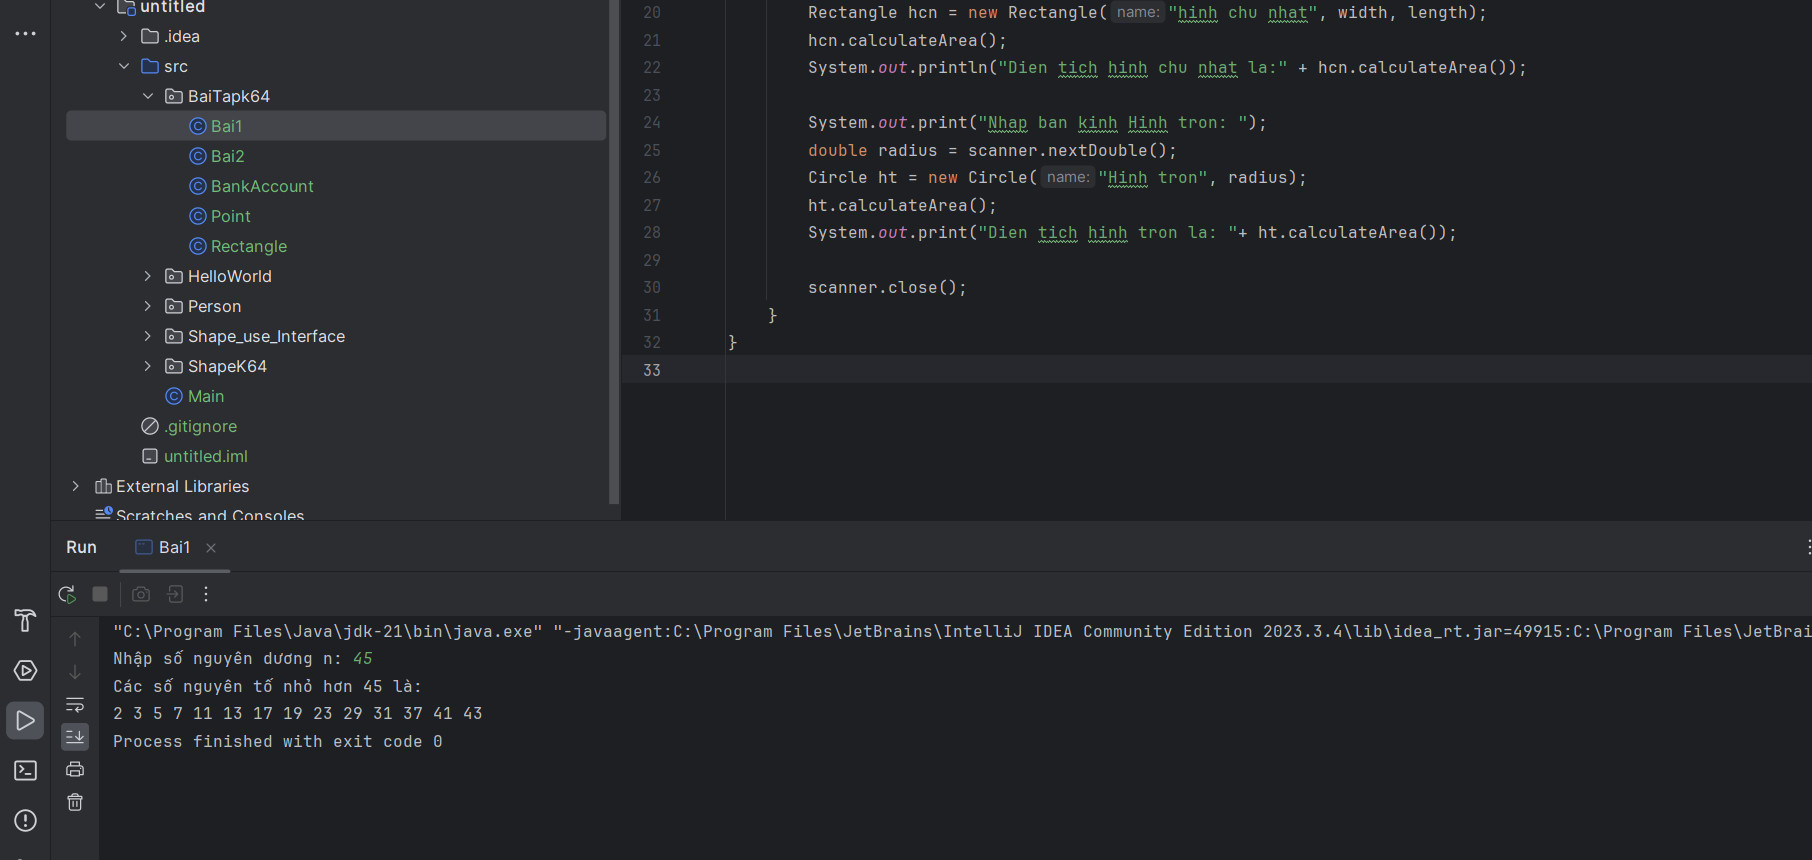 untitled
.idea
src
BaiTapk64
Bai1
Bai2
BankAccount
Point
Rectangle
HelloWorld
Person
Shape_use_Interface
ShapeK64
Main
.gitignore
untitled.iml
External Libraries
Scratches and Consoles
20 Rectangle hcn = new Rectangle( name: "hinh chu nhat", width, length);
21 hcn.calculateArea();
22 System.out.println("Dien tich hinh chu nhat la:" + hcn.calculateArea());
23
24 System.out.print("Nhap ban kinh Hinh tron: ");
25 double radius = scanner.nextDouble();
26 Circle ht = new Circle( name: "Hinh tron", radius);
27 ht.calculateArea();
28 System.out.print("Dien tich hinh tron la: "+ ht.calculateArea());
29
30 scanner.close();
31 }
32 }
33
Run Bai1
"C:\Program Files\Java\jdk-21\bin\java.exe" "-javaagent:C:\Program Files\JetBrains\IntelliJ IDEA Community Edition 2023.3.4\lib\idea_rt.jar=49915:C:\Program Files\JetBrai
Nhập số nguyên dương n: 45
Các số nguyên tố nhỏ hơn 45 là:
2 3 5 7 11 13 17 19 23 29 31 37 41 43
Process finished with exit code 0